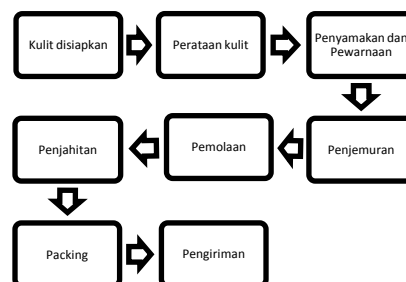 Kulit disiapkan
Perataan kulit
Penyamakan dan
Pewarnaan
Penjemuran
Pemolaan
Penjahitan
Packing
Pengiriman